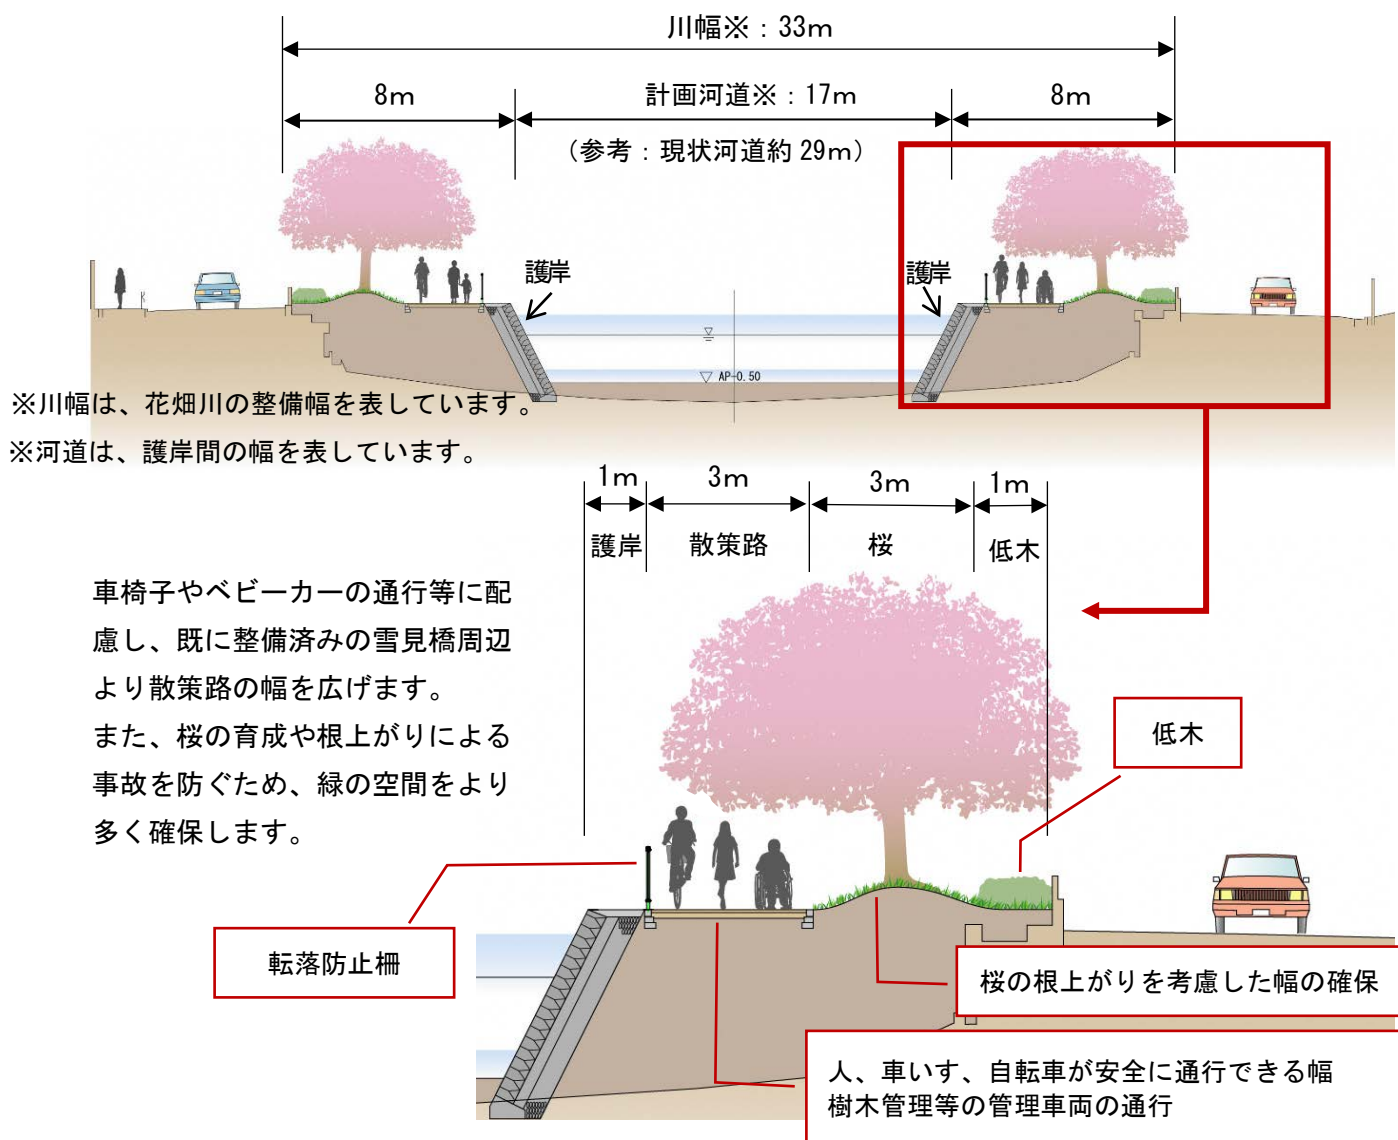 川幅※：33ｍ
8ｍ
計画河道※：17ｍ
8ｍ
（参考：現状河道約 29ｍ）
護岸
護岸
AP-0.50
※川幅は、花畑川の整備幅を表しています。
※河道は、護岸間の幅を表しています。
1ｍ
3ｍ
3ｍ
1ｍ
護岸
散策路
桜
低木
車椅子やベビーカーの通行等に配
慮し、既に整備済みの雪見橋周辺
より散策路の幅を広げます。
また、桜の育成や根上がりによる
事故を防ぐため、緑の空間をより
多く確保します。
低木
転落防止柵
桜の根上がりを考慮した幅の確保
人、車いす、自転車が安全に通行できる幅
樹木管理等の管理車両の通行